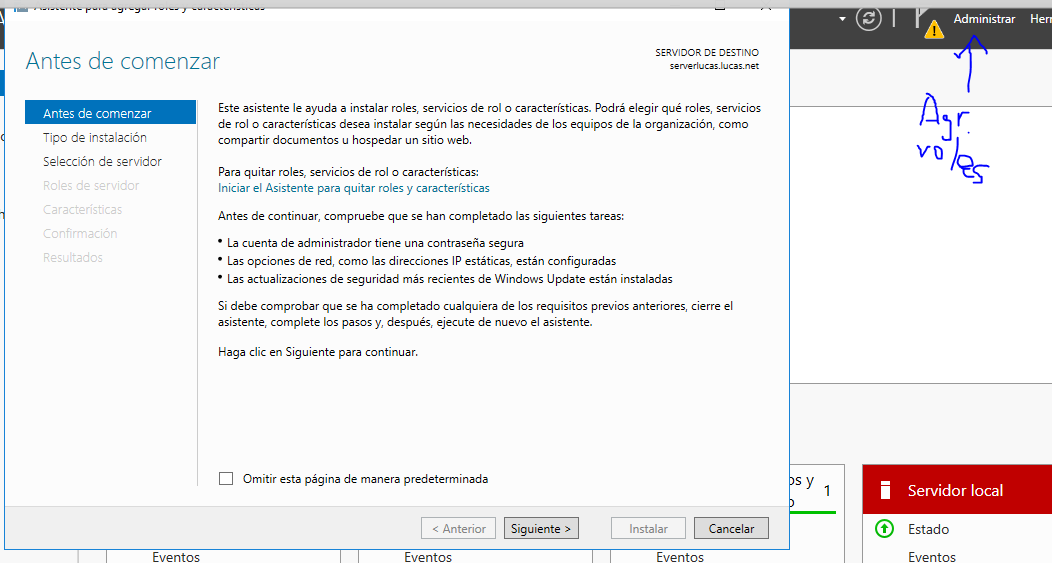 Asistente para agregar roles y características
Administrar
Herr
Antes de comenzar
SERVIDOR DE DESTINO
serverlucas.lucas.net
Agr.
roles
Antes de comenzar
Tipo de instalación
Selección de servidor
Roles de servidor
Características
Confirmación
Resultados
Este asistente le ayuda a instalar roles, servicios de rol o características. Podrá elegir qué roles, servicios
de rol o características desea instalar según las necesidades de los equipos de la organización, como
compartir documentos u hospedar un sitio web.
Para quitar roles, servicios de rol o características:
Iniciar el Asistente para quitar roles y características
Antes de continuar, compruebe que se han completado las siguientes tareas:
• La cuenta de administrador tiene una contraseña segura
• Las opciones de red, como las direcciones IP estáticas, están configuradas
• Las actualizaciones de seguridad más recientes de Windows Update están instaladas
Si debe comprobar que se ha completado cualquiera de los requisitos previos anteriores, cierre el
asistente, complete los pasos y, después, ejecute de nuevo el asistente.
Haga clic en Siguiente para continuar.
Omitir esta página de manera predeterminada
< Anterior
Siguiente >
Instalar
Cancelar
os y
o
1
Servidor local
Estado
Eventos
Eventos
Eventos
Eventos